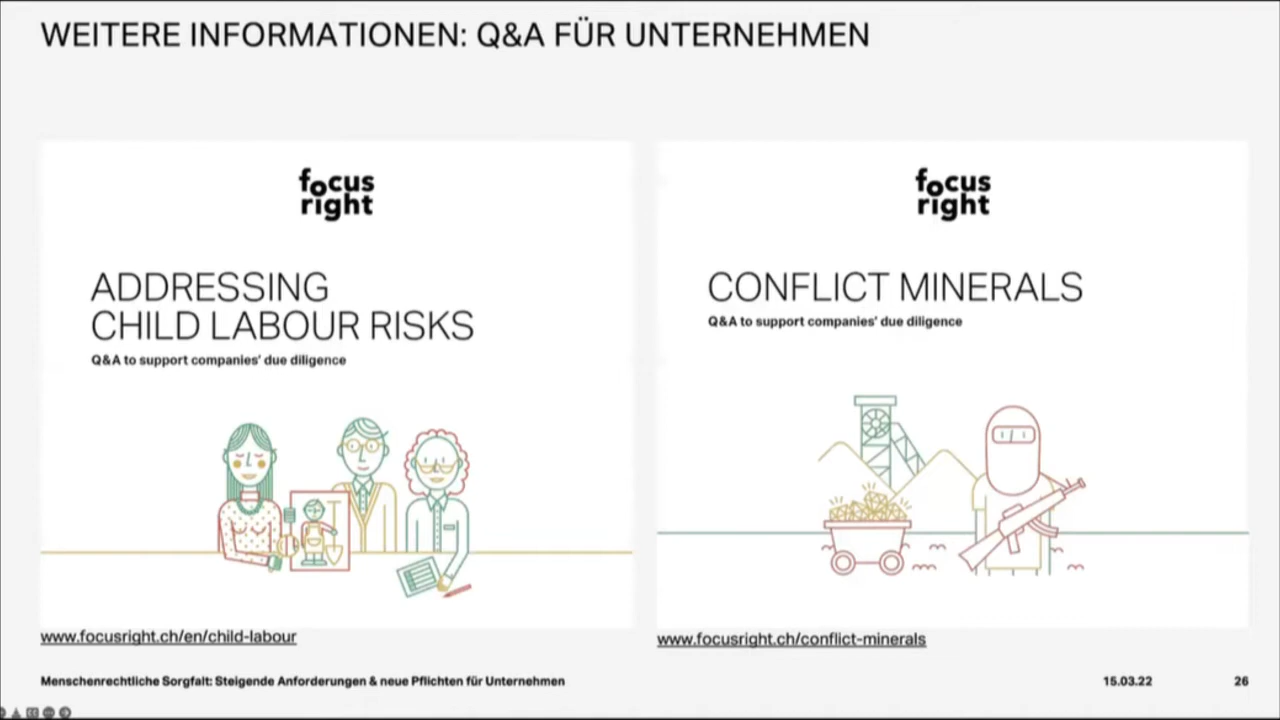 WEITERE INFORMATIONEN: Q&A FÜR UNTERNEHMEN
focus
right
ADDRESSING
CHILD LABOUR RISKS
Q&A to support companies' due diligence
www.focusright.ch/en/child-labour
focus
right
CONFLICT MINERALS
Q&A to support companies' due diligence
www.focusright.ch/conflict-minerals
Menschenrechtliche Sorgfalt: Steigende Anforderungen & neue Pflichten für Unternehmen
15.03.22
26